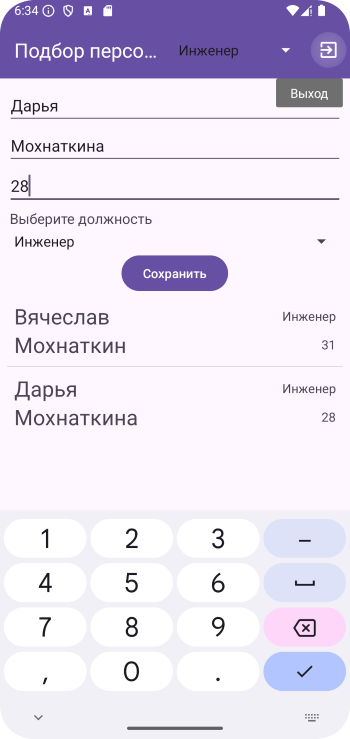 6:34
Подбор персо... Инженер
Выход
Дарья
Мохнаткина
28
Выберите должность
Инженер
Сохранить
Вячеслав Инженер
Мохнаткин 31
Дарья Инженер
Мохнаткина 28
1 2 3 –
4 5 6
7 8 9
, 0 .